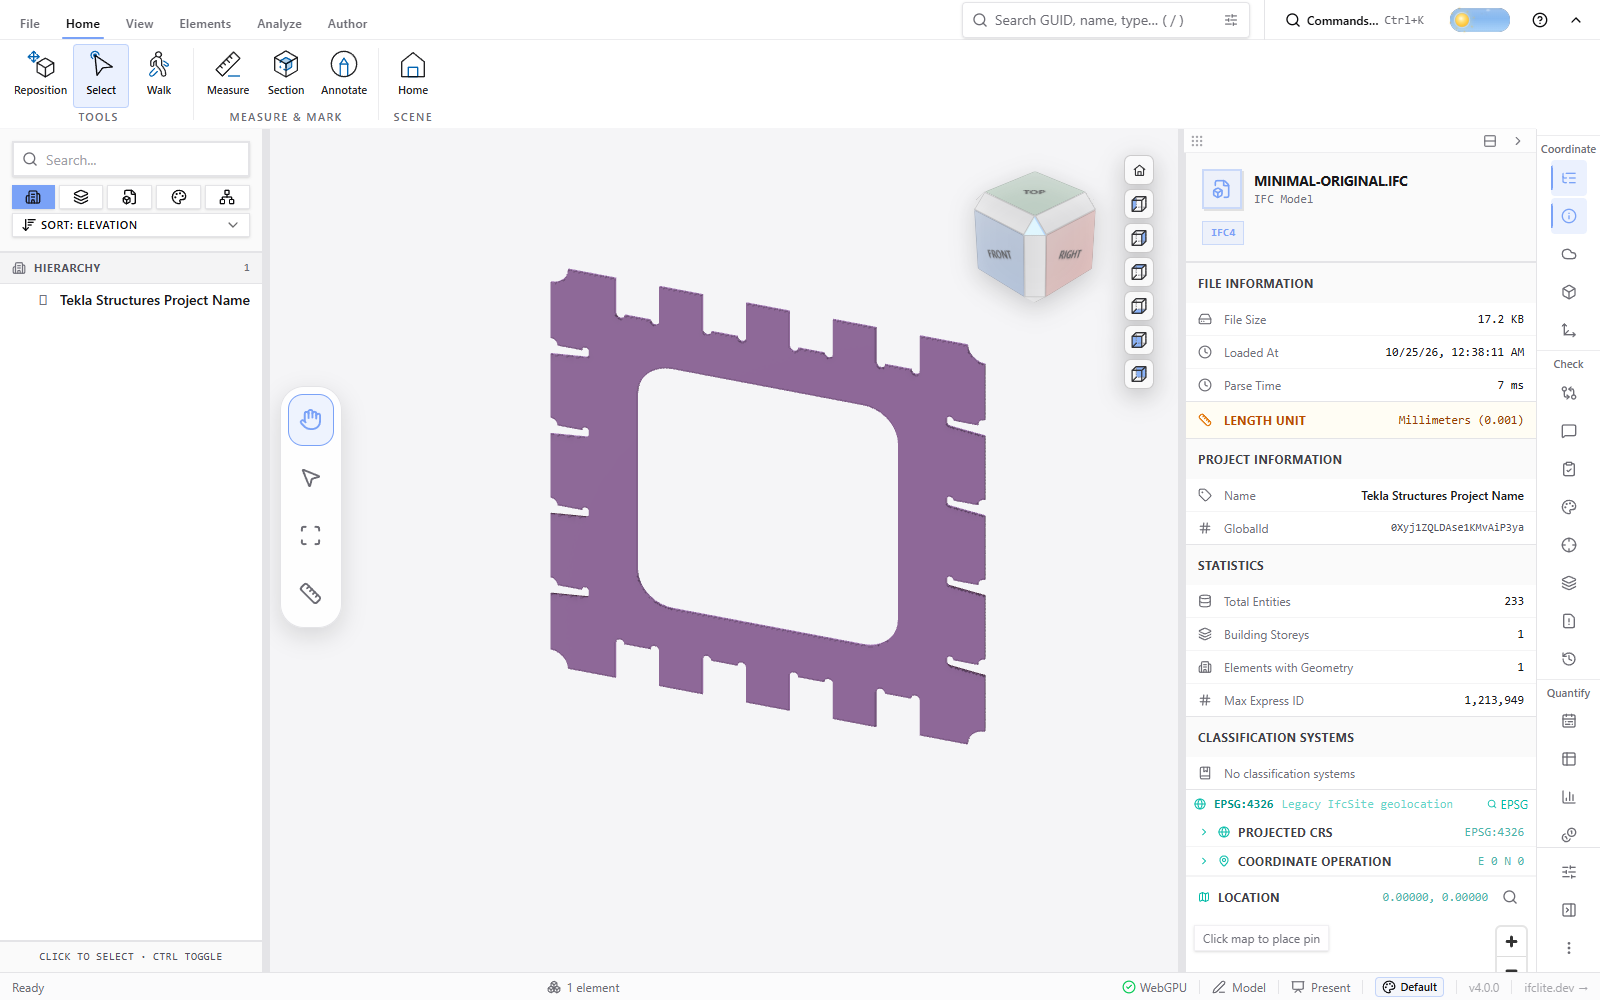 File
Home
View
Elements
Analyze
Author
Search GUID, name, type... ( / )
Commands... Ctrl+K
Reposition
Select
Walk
Measure
Section
Annotate
Home
TOOLS
MEASURE & MARK
SCENE
Search...
SORT: ELEVATION
HIERARCHY
1
Tekla Structures Project Name
CLICK TO SELECT · CTRL TOGGLE
TOP
FRONT
RIGHT
MINIMAL-ORIGINAL.IFC
IFC Model
IFC4
FILE INFORMATION
File Size 17.2 KB
Loaded At 10/25/26, 12:38:11 AM
Parse Time 7 ms
LENGTH UNIT Millimeters (0.001)
PROJECT INFORMATION
Name Tekla Structures Project Name
GlobalId 0Xyj1ZQLDAse1KMvAiP3ya
STATISTICS
Total Entities 233
Building Storeys 1
Elements with Geometry 1
Max Express ID 1,213,949
CLASSIFICATION SYSTEMS
No classification systems
EPSG:4326 Legacy IfcSite geolocation EPSG
PROJECTED CRS EPSG:4326
COORDINATE OPERATION E 0 N 0
LOCATION 0.00000, 0.00000
Click map to place pin
Coordinate
Check
Quantify
Ready
1 element
WebGPU
Model
Present
Default
v4.0.0
ifclite.dev →